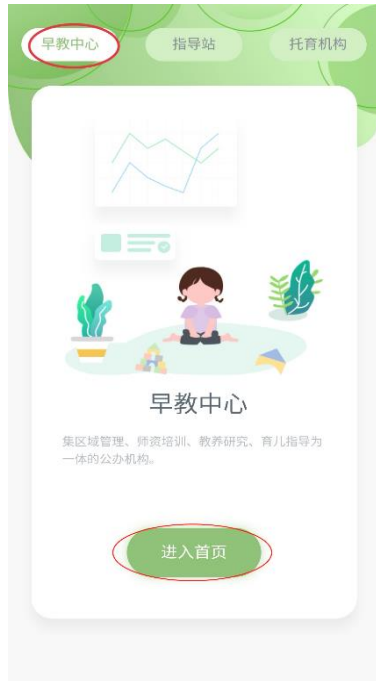 早教中心
指导站
托育机构
早教中心
集区域管理、师资培训、教养研究、育儿指导为
一体的公办机构。
进入首页